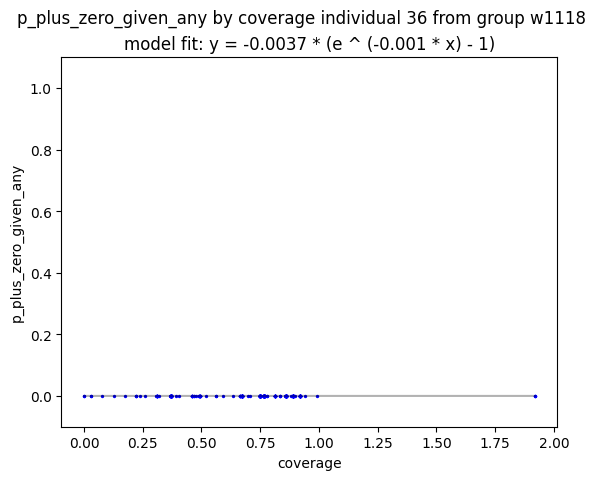 p_plus_zero_given_any by coverage individual 36 from group w1118
model fit: y = -0.0037 * (e ^ (-0.001 * x) - 1)
p_plus_zero_given_any
1.0
0.8
0.6
0.4
0.2
0.0
0.00 0.25 0.50 0.75 1.00 1.25 1.50 1.75 2.00
coverage